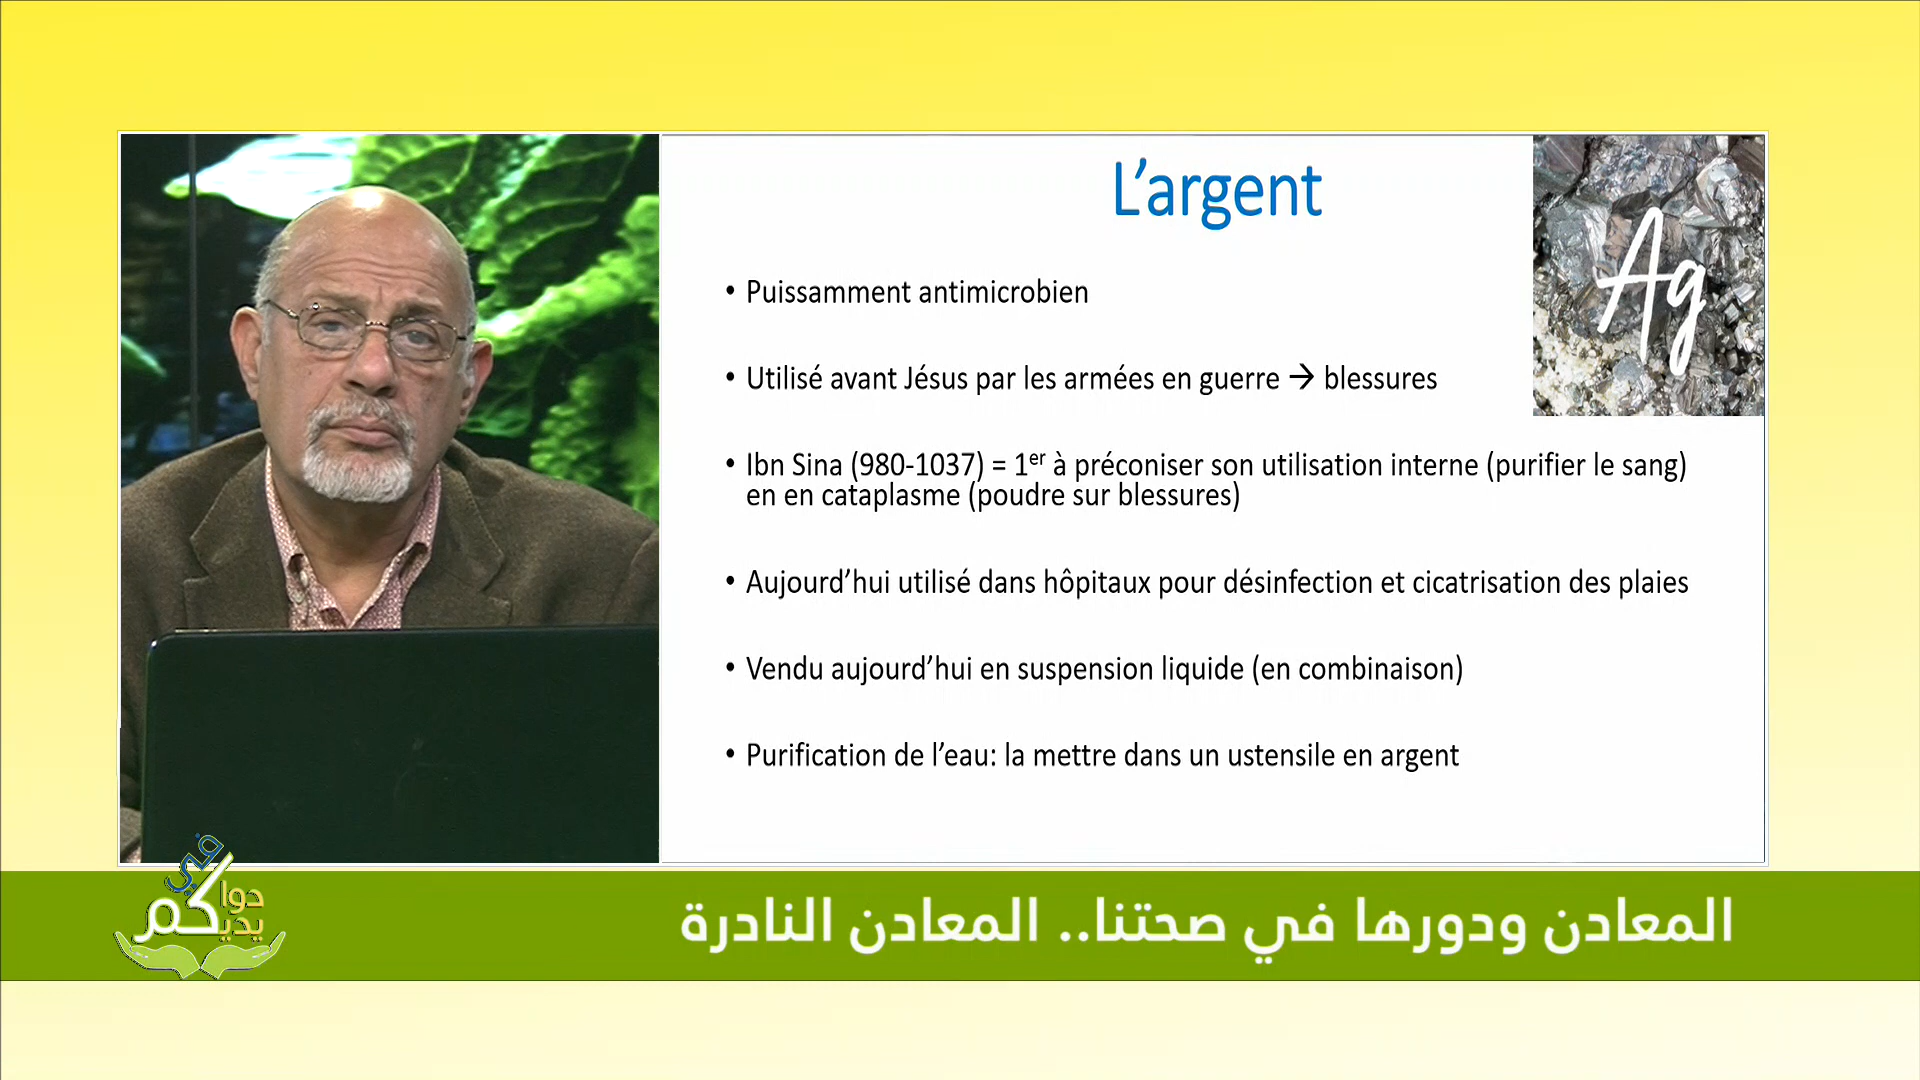 L'argent
Ag
• Puissamment antimicrobien
• Utilisé avant Jésus par les armées en guerre → blessures
• Ibn Sina (980-1037) = 1er à préconiser son utilisation interne (purifier le sang)
en en cataplasme (poudre sur blessures)
• Aujourd'hui utilisé dans hôpitaux pour désinfection et cicatrisation des plaies
• Vendu aujourd'hui en suspension liquide (en combinaison)
• Purification de l'eau: la mettre dans un ustensile en argent
المعادن ودورها في صحتنا.. المعادن النادرة
دوا
في
يديكم